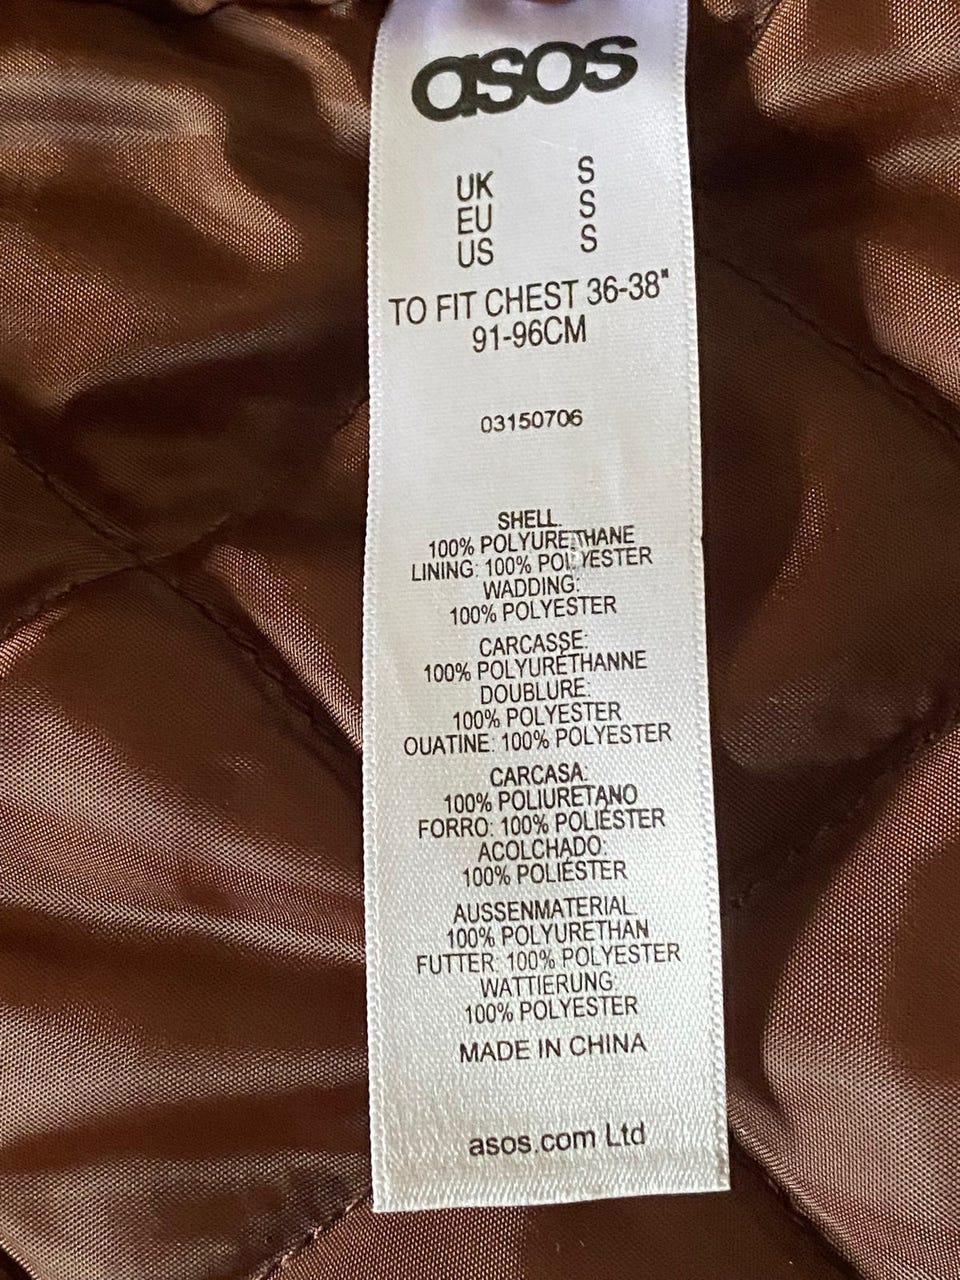 asos
UK S
EU S
US S
TO FIT CHEST 36-38"
91-96CM
03150706
SHELL:
100% POLYURETHANE
LINING: 100% POLYESTER
WADDING:
100% POLYESTER
CARCASSE:
100% POLYURÉTHANNE
DOUBLURE:
100% POLYESTER
OUATINE: 100% POLYESTER
CARCASA:
100% POLIURETANO
FORRO: 100% POLIÉSTER
ACOLCHADO:
100% POLIÉSTER
AUSSENMATERIAL:
100% POLYURETHAN
FUTTER: 100% POLYESTER
WATTIERUNG:
100% POLYESTER
MADE IN CHINA
asos.com Ltd